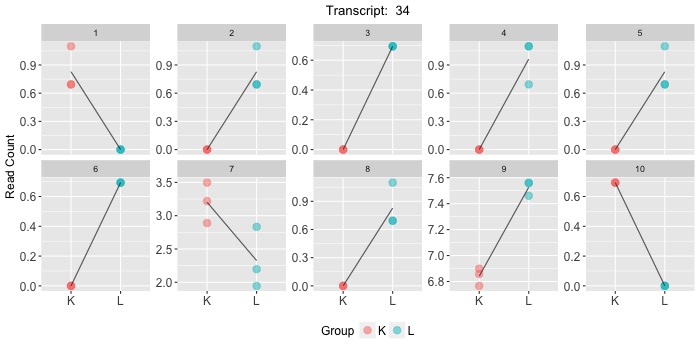 Transcript: 34
1 2 3 4 5
0.9 0.9 0.6 0.9 0.9
0.6 0.6 0.4 0.6 0.6
0.3 0.3 0.2 0.3 0.3
0.0 0.0 0.0 0.0 0.0
Read Count
6 7 8 9 10
0.6 3.5 0.9 7.6 0.6
0.4 3.0 0.6 7.4 0.4
0.2 2.5 0.3 7.2 0.2
0.0 2.0 0.0 7.0 0.0
6.8
K L K L K L K L K L
Group K L